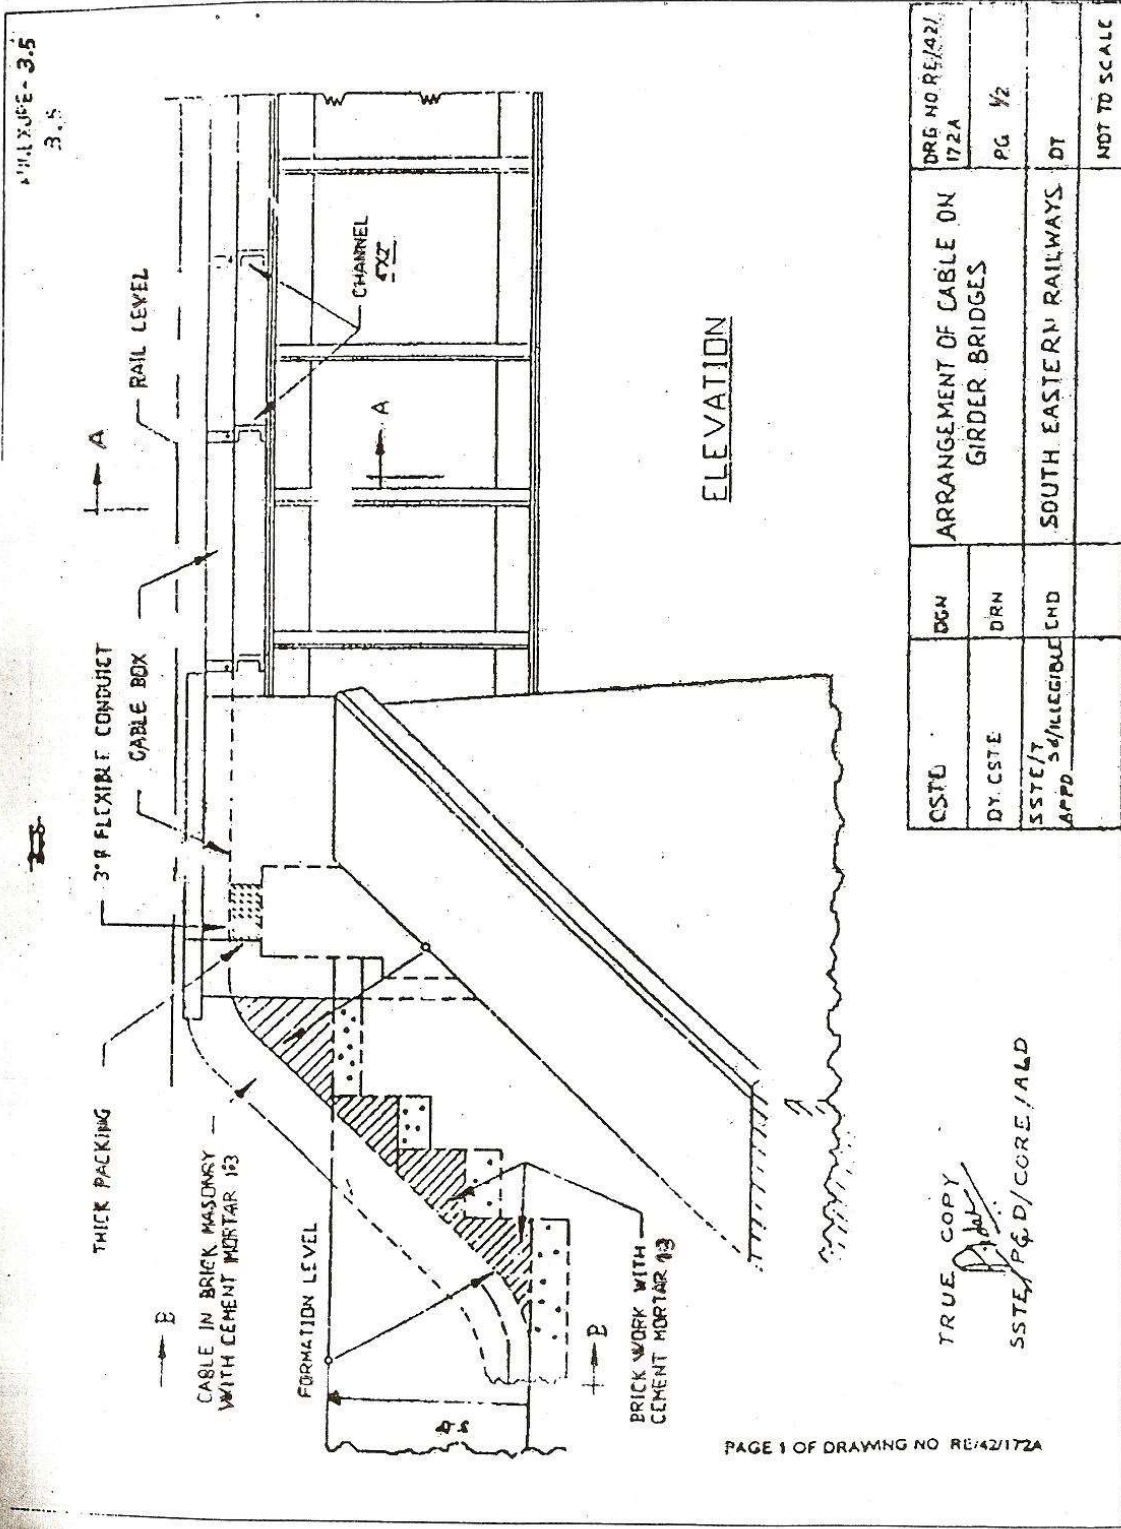 3.5
RAIL LEVEL
A
3"Ø FLEXIBLE CONDUIET
CABLE BOX
THICK PACKING
CHANNEL
A
B
CABLE IN BRICK MASONRY
WITH CEMENT MORTAR 1:3
FORMATION LEVEL
B
BRICK WORK WITH
CEMENT MORTAR 1:3
ELEVATION
TRUE COPY
SSTE/PGD/CORE/ALD
CSTE
DGN
ARRANGEMENT OF CABLE ON
GIRDER BRIDGES
DRG NO RE/42/
172A
DY. CSTE
DRN
PG 1/2
SSTE/T
APPD
Sd/ILLEGIBLE
CHD
SOUTH EASTERN RAILWAYS
DT
NOT TO SCALE
PAGE 1 OF DRAWING NO RE/42/172A